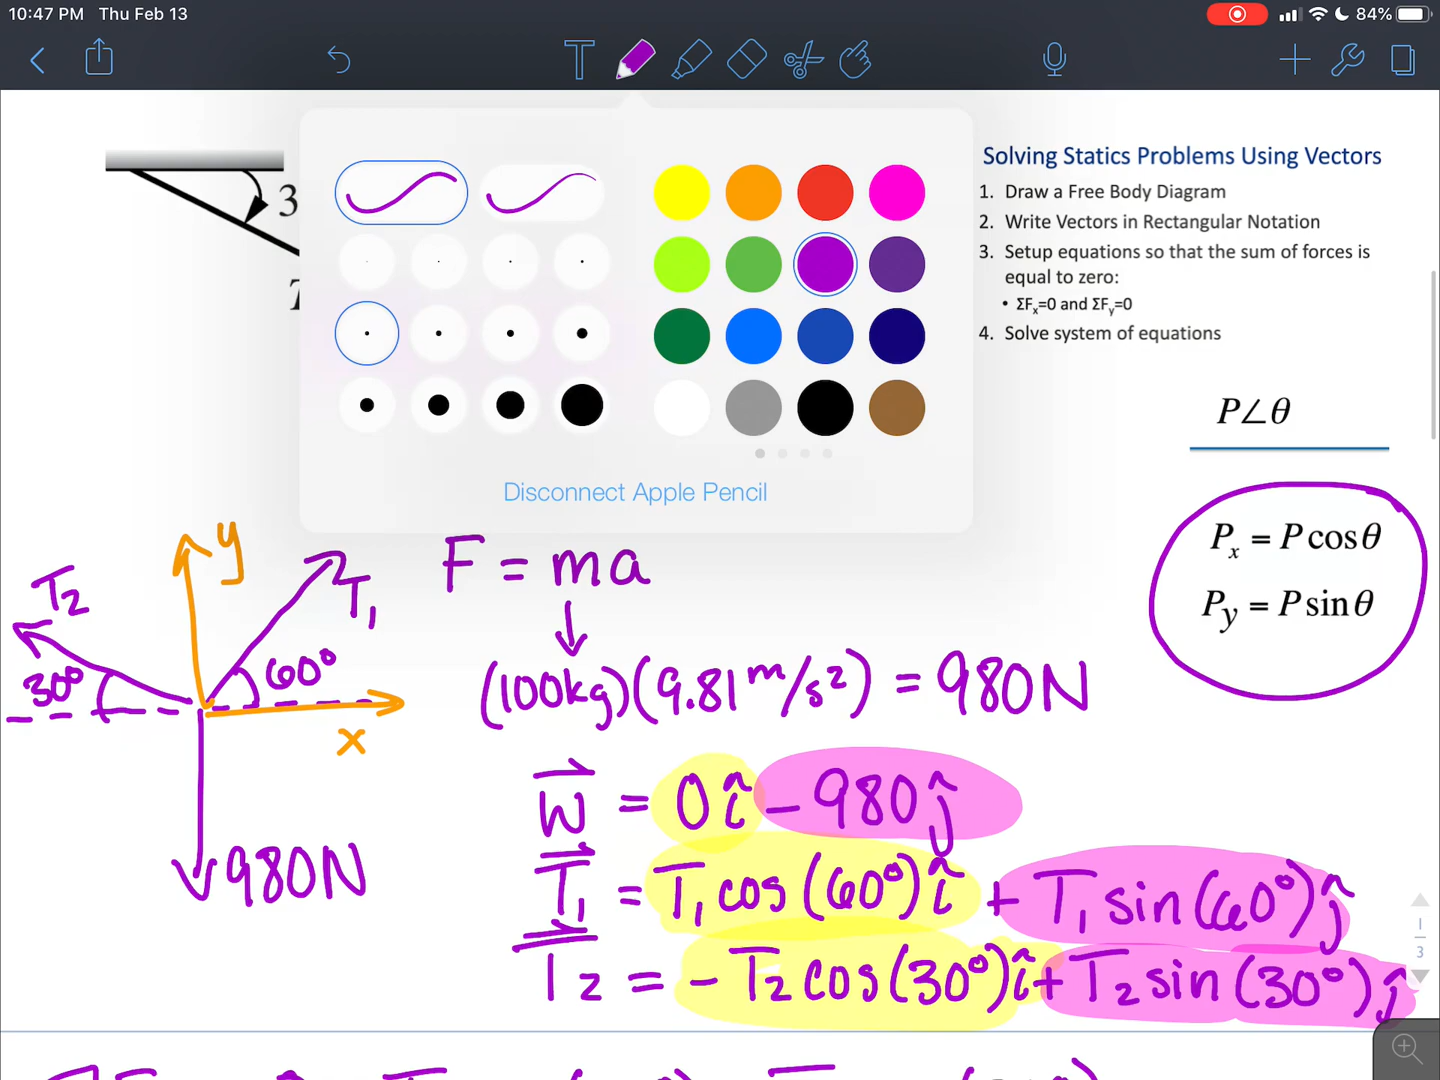 10:47 PM Thu Feb 13
84%
T
3
Solving Statics Problems Using Vectors
1. Draw a Free Body Diagram
2. Write Vectors in Rectangular Notation
3. Setup equations so that the sum of forces is
equal to zero:
• ΣFx=0 and ΣFy=0
4. Solve system of equations
P∠θ
Disconnect Apple Pencil
Px = P cosθ
Py = P sinθ
y
T2
T1
30°
60°
x
980N
F = ma
(100kg)(9.81 m/s²) = 980N
W = 0î - 980ĵ
T1 = T1 cos(60°)î + T1 sin(60°)ĵ
T2 = - T2 cos(30°)î + T2 sin(30°)ĵ
1
3